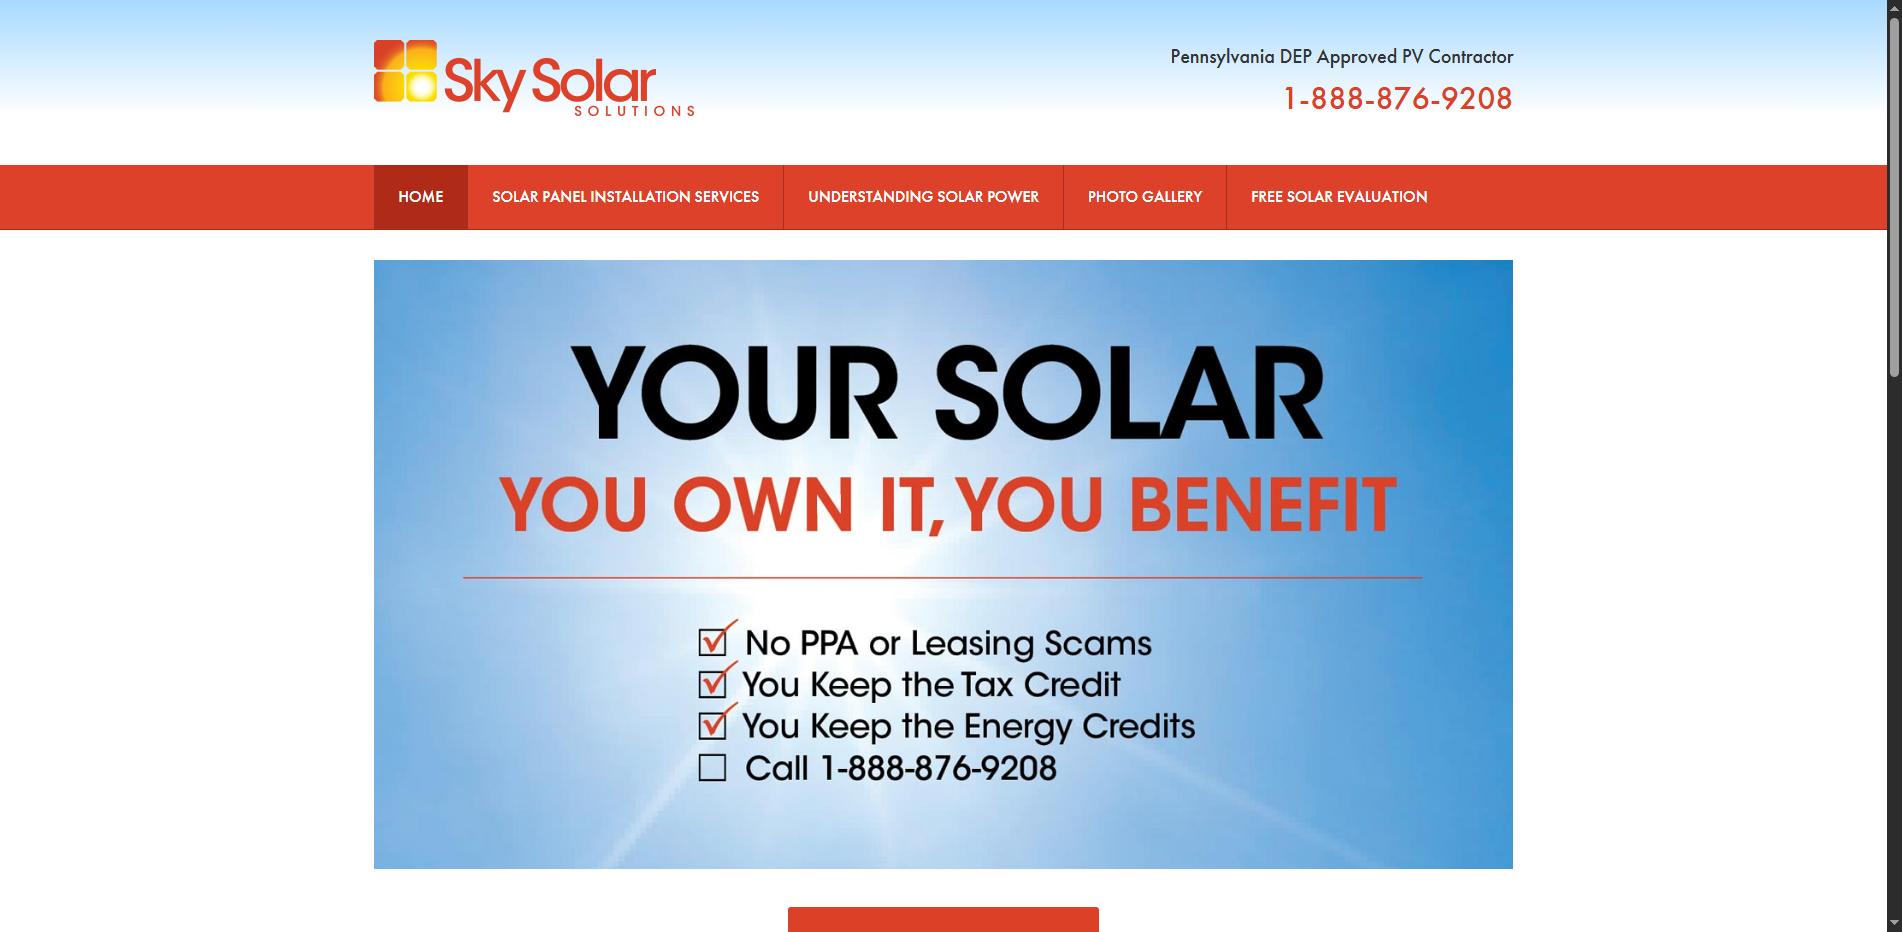 Sky Solar
SOLUTIONS
Pennsylvania DEP Approved PV Contractor
1-888-876-9208
HOME
SOLAR PANEL INSTALLATION SERVICES
UNDERSTANDING SOLAR POWER
PHOTO GALLERY
FREE SOLAR EVALUATION
YOUR SOLAR
YOU OWN IT, YOU BENEFIT
No PPA or Leasing Scams
You Keep the Tax Credit
You Keep the Energy Credits
Call 1-888-876-9208